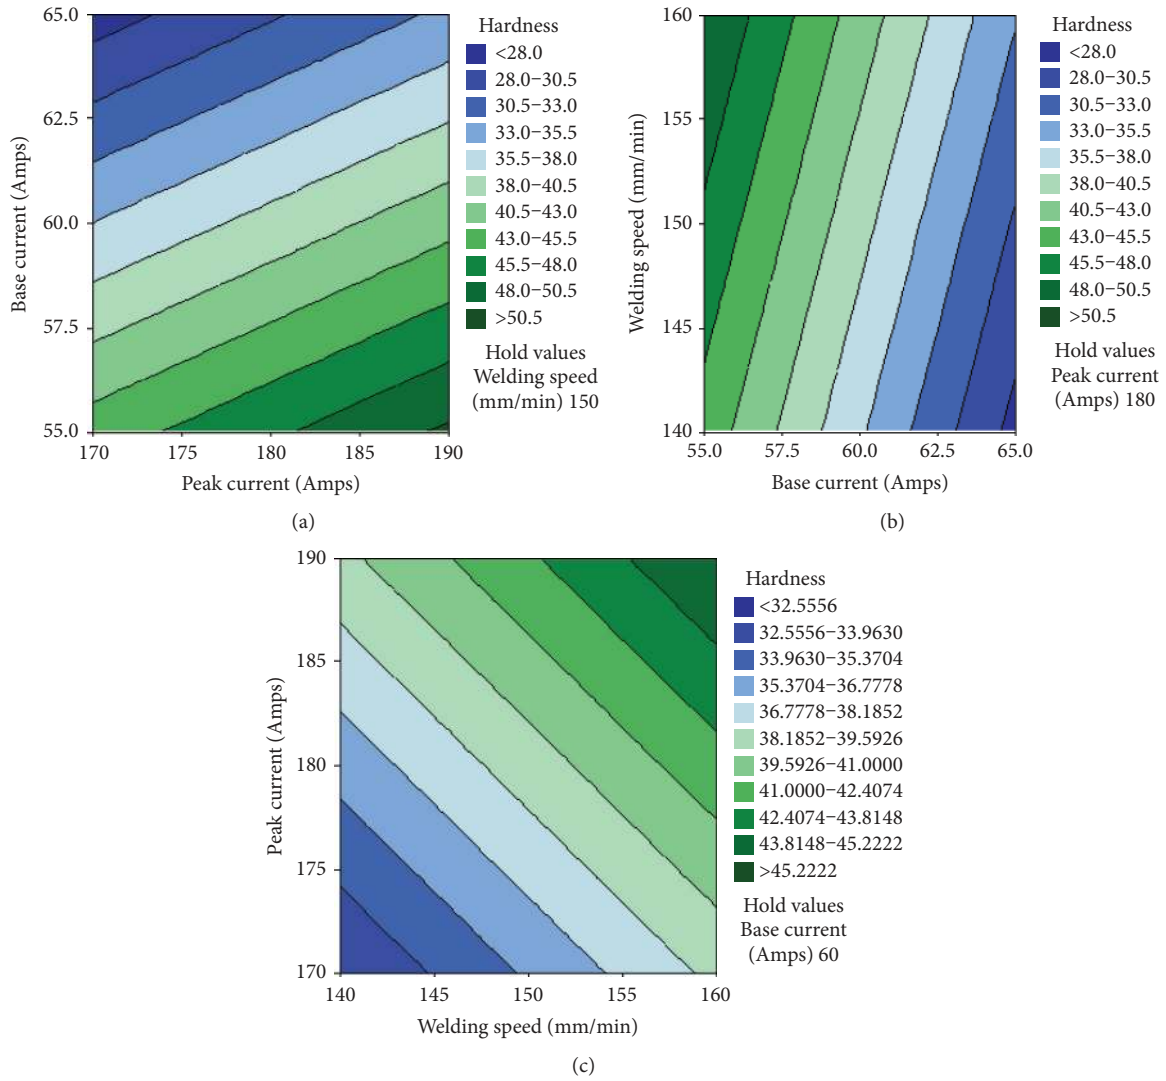 65.0
62.5
60.0
57.5
55.0
Base current (Amps)
170 175 180 185 190
Peak current (Amps)
Hardness
<28.0
28.0–30.5
30.5–33.0
33.0–35.5
35.5–38.0
38.0–40.5
40.5–43.0
43.0–45.5
45.5–48.0
48.0–50.5
>50.5
Hold values
Welding speed
(mm/min) 150
(a)
160
155
150
145
140
Welding speed (mm/min)
55.0 57.5 60.0 62.5 65.0
Base current (Amps)
Hardness
<28.0
28.0–30.5
30.5–33.0
33.0–35.5
35.5–38.0
38.0–40.5
40.5–43.0
43.0–45.5
45.5–48.0
48.0–50.5
>50.5
Hold values
Peak current
(Amps) 180
(b)
190
185
180
175
170
Peak current (Amps)
140 145 150 155 160
Welding speed (mm/min)
Hardness
<32.5556
32.5556–33.9630
33.9630–35.3704
35.3704–36.7778
36.7778–38.1852
38.1852–39.5926
39.5926–41.0000
41.0000–42.4074
42.4074–43.8148
43.8148–45.2222
>45.2222
Hold values
Base current
(Amps) 60
(c)